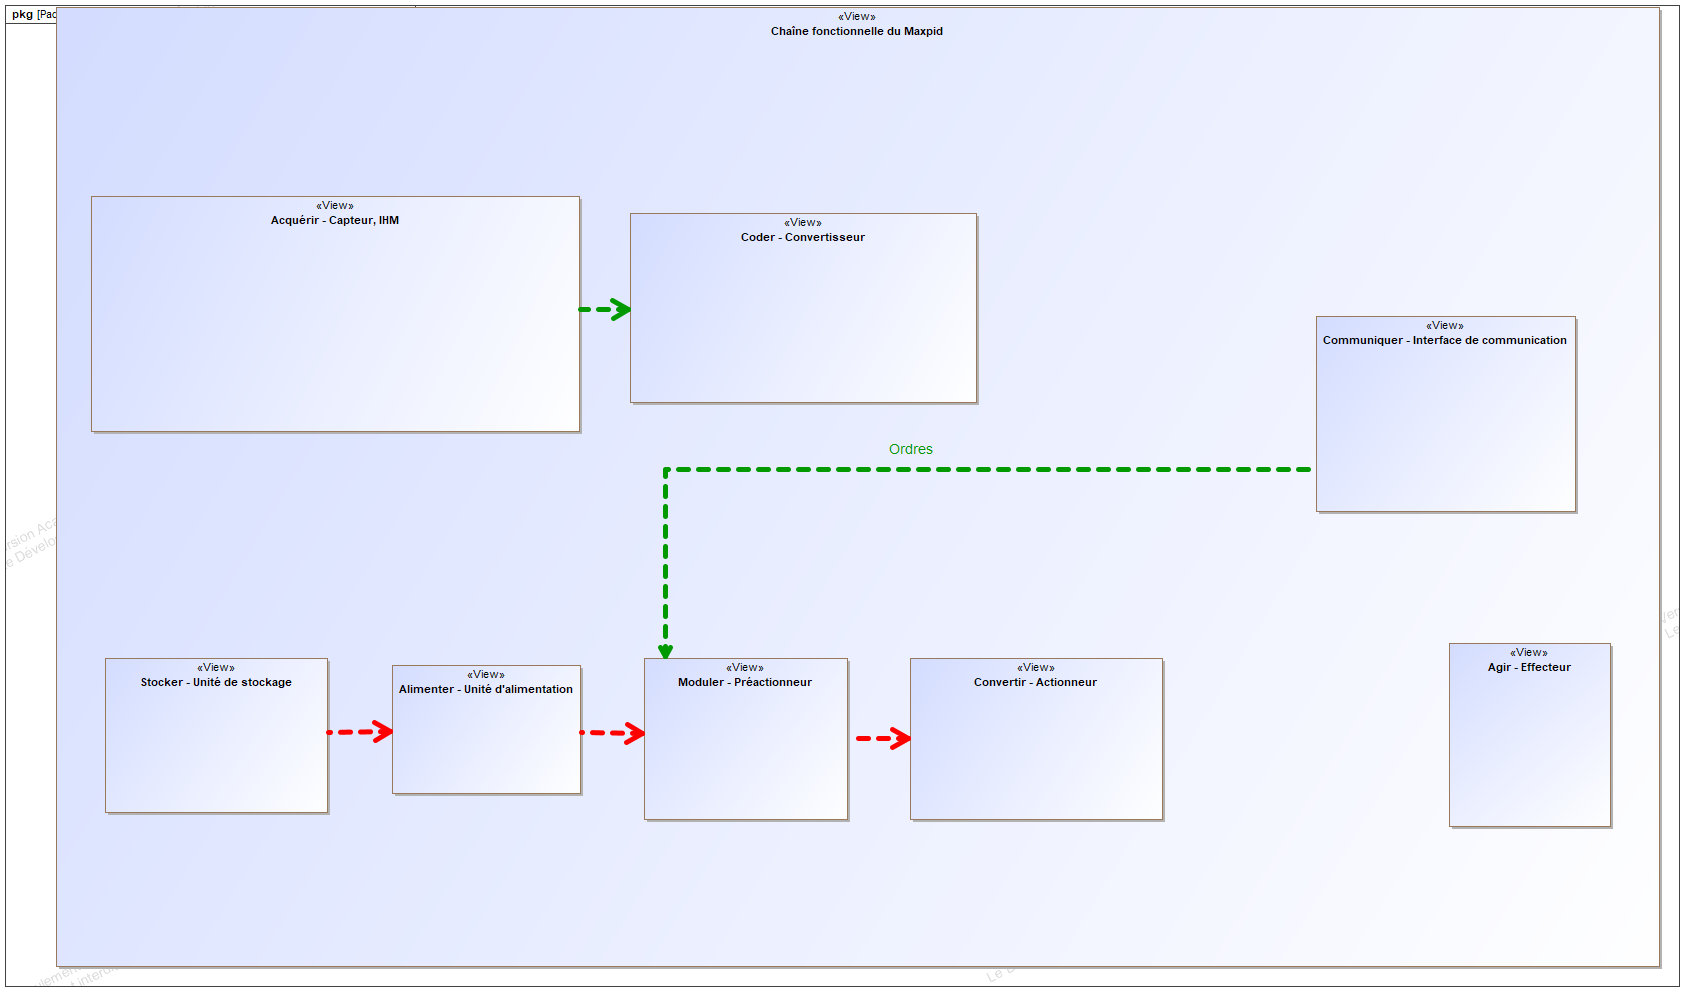 pkg [Pac
«View»
Chaîne fonctionnelle du Maxpid
«View»
Acquérir - Capteur, IHM
«View»
Coder - Convertisseur
«View»
Communiquer - Interface de communication
Ordres
«View»
Stocker - Unité de stockage
«View»
Alimenter - Unité d'alimentation
«View»
Moduler - Préactionneur
«View»
Convertir - Actionneur
«View»
Agir - Effecteur